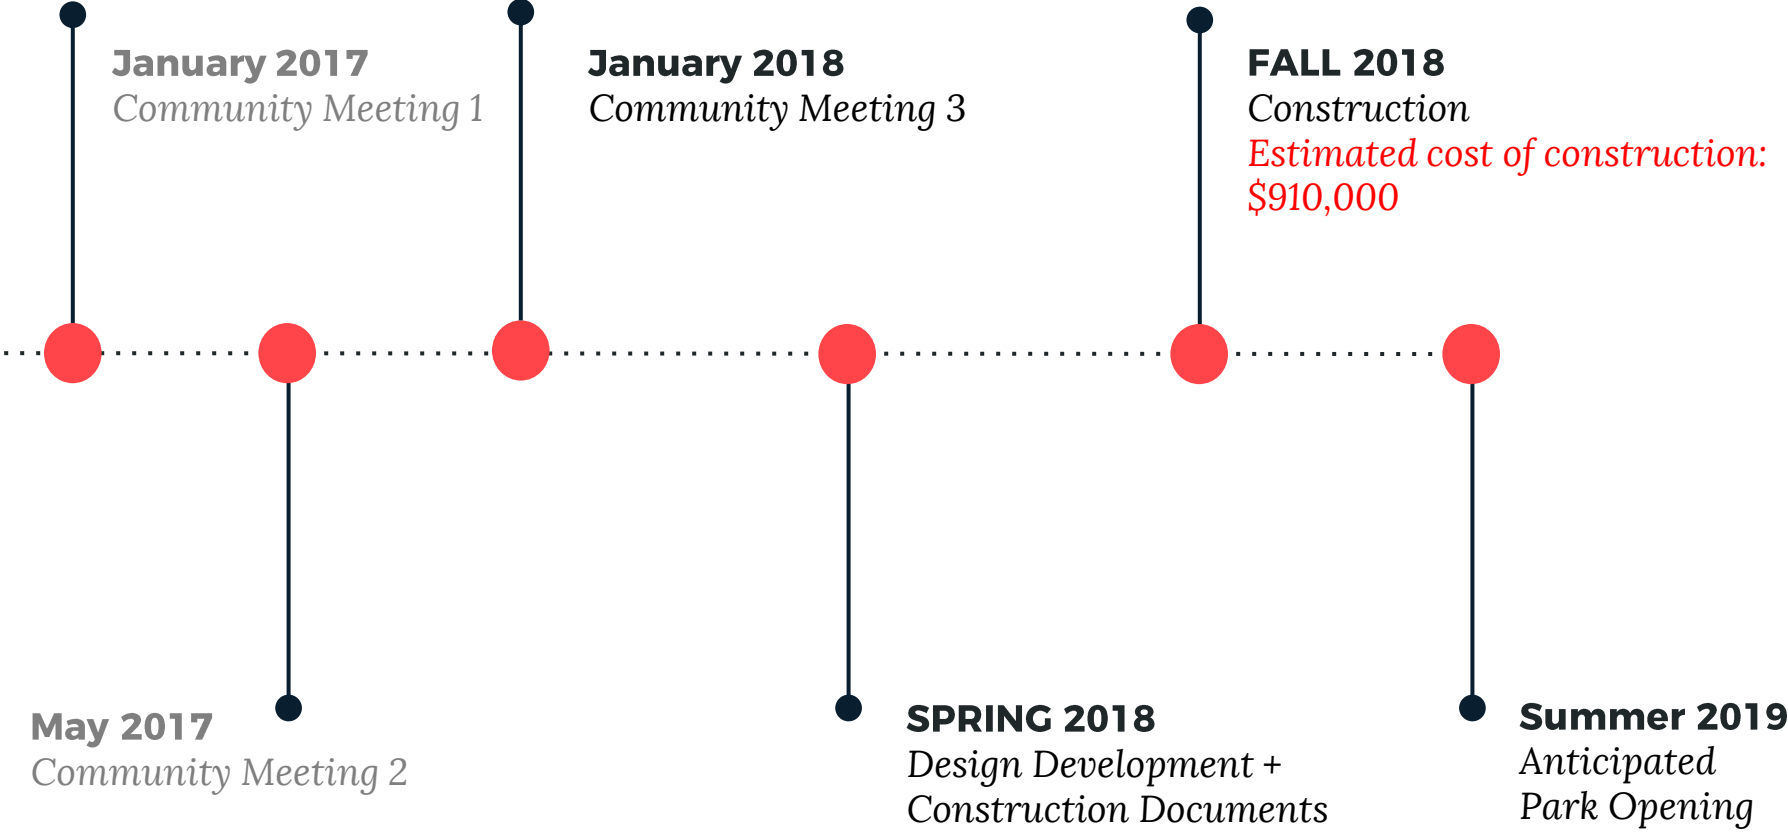 January 2017
Community Meeting 1
January 2018
Community Meeting 3
FALL 2018
Construction
Estimated cost of construction:
$910,000
May 2017
Community Meeting 2
SPRING 2018
Design Development +
Construction Documents
Summer 2019
Anticipated
Park Opening